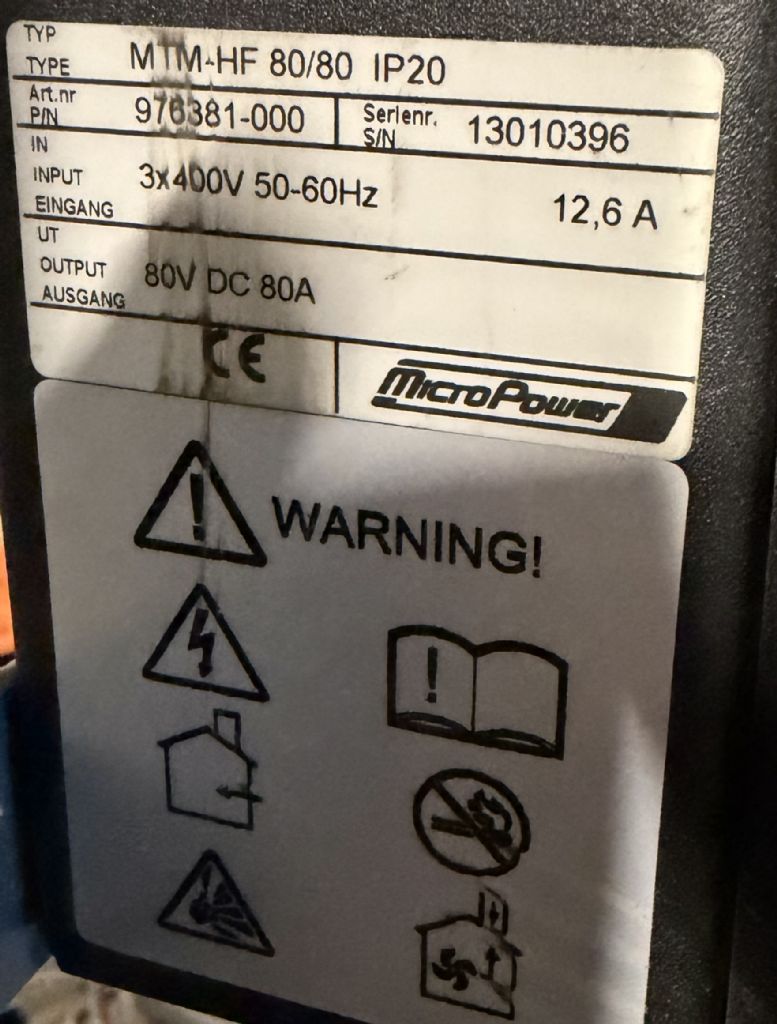 TYP
TYPE MTM-HF 80/80 IP20
Art.nr
P/N 976381-000 Serienr.
S/N 13010396
IN
INPUT 3x400V 50-60Hz 12,6 A
EINGANG
UT
OUTPUT 80V DC 80A
AUSGANG
CE
MicroPower
WARNING!